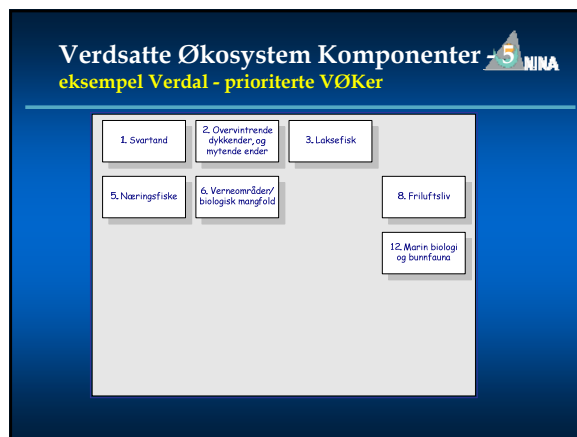 Verdsatte Økosystem Komponenter - 5
NINA
eksempel Verdal - prioriterte VØKer
1. Svartand
2. Overvintrende
dykkender, og
mytende ender
3. Laksefisk
5. Næringsfiske
6. Verneområder/
biologisk mangfold
8. Friluftsliv
12. Marin biologi
og bunnfauna